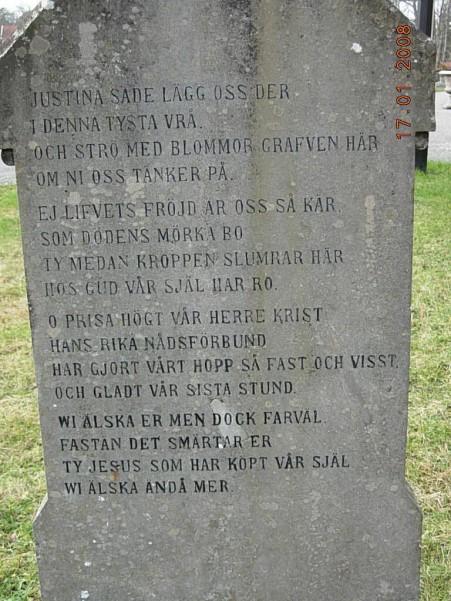 JUSTINA SADE LÄGG OSS DER
I DENNA TYSTA VRÅ.
OCH STRÖ MED BLOMMOR GRAFVEN HÄR
OM NI OSS TÄNKER PÅ.
EJ LIFVETS FRÖJD ÄR OSS SÅ KÄR,
SOM DÖDENS MÖRKA BO
TY MEDAN KROPPEN SLUMRAR HÄR
HOS GUD VÅR SJÄL HAR RO.
O PRISA HÖGT VÅR HERRE KRIST
HANS RIKA NÅDSFÖRBUND
HAR GJORT VÅRT HOPP SÅ FAST OCH VISST,
OCH GLADT VÅR SISTA STUND.
WI ÄLSKA ER MEN DOCK FARVÄL.
FASTÄN DET SMÄRTAR ER
TY JESUS SOM HAR KÖPT VÅR SJÄL
WI ÄLSKA ÄNDÅ MER.
17.01.2008